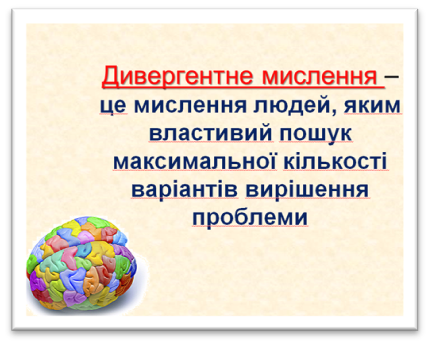 Дивергентне мислення –
це мислення людей, яким
властивий пошук
максимальної кількості
варіантів вирішення
проблеми